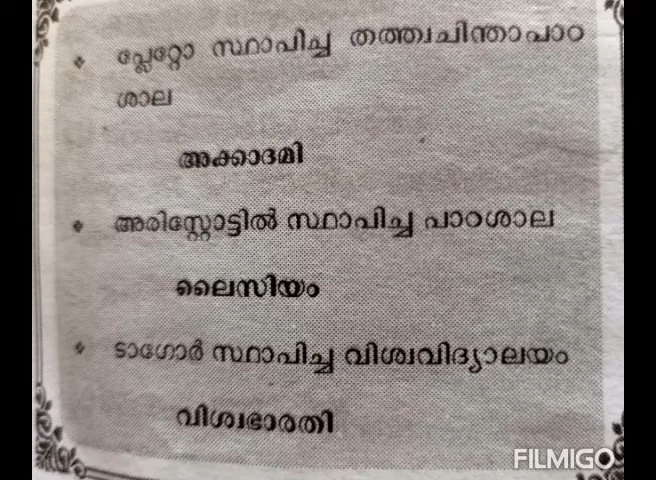 പ്ലേറ്റോ സ്ഥാപിച്ച തത്ത്വചിന്താപാഠ
ശാല
അക്കാദമി
അരിസ്റ്റോട്ടിൽ സ്ഥാപിച്ച പാഠശാല
ലൈസിയം
ടാഗോർ സ്ഥാപിച്ച വിശ്വവിദ്യാലയം
വിശ്വഭാരതി
FILMIGO